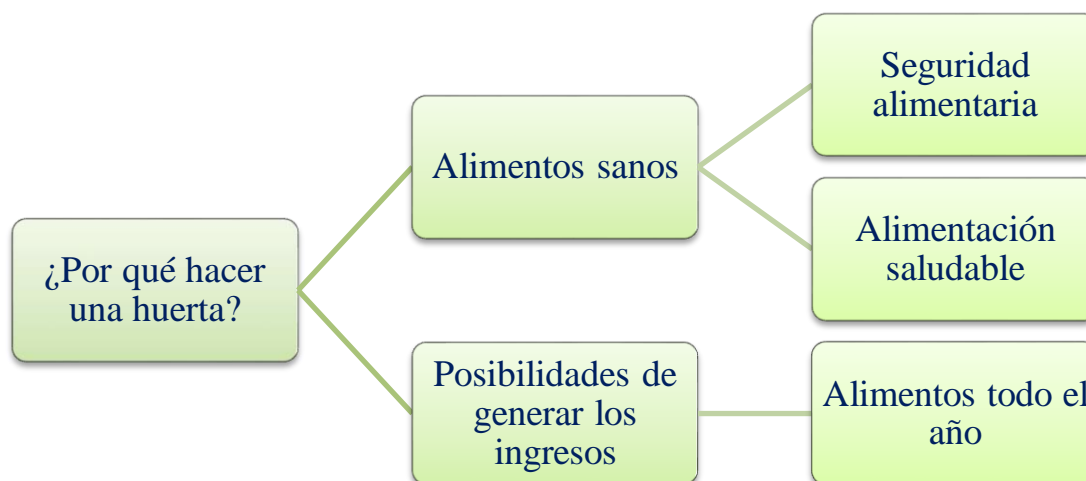 ¿Por qué hacer
una huerta?
Alimentos sanos
Seguridad
alimentaria
Alimentación
saludable
Posibilidades de
generar los
ingresos
Alimentos todo el
año